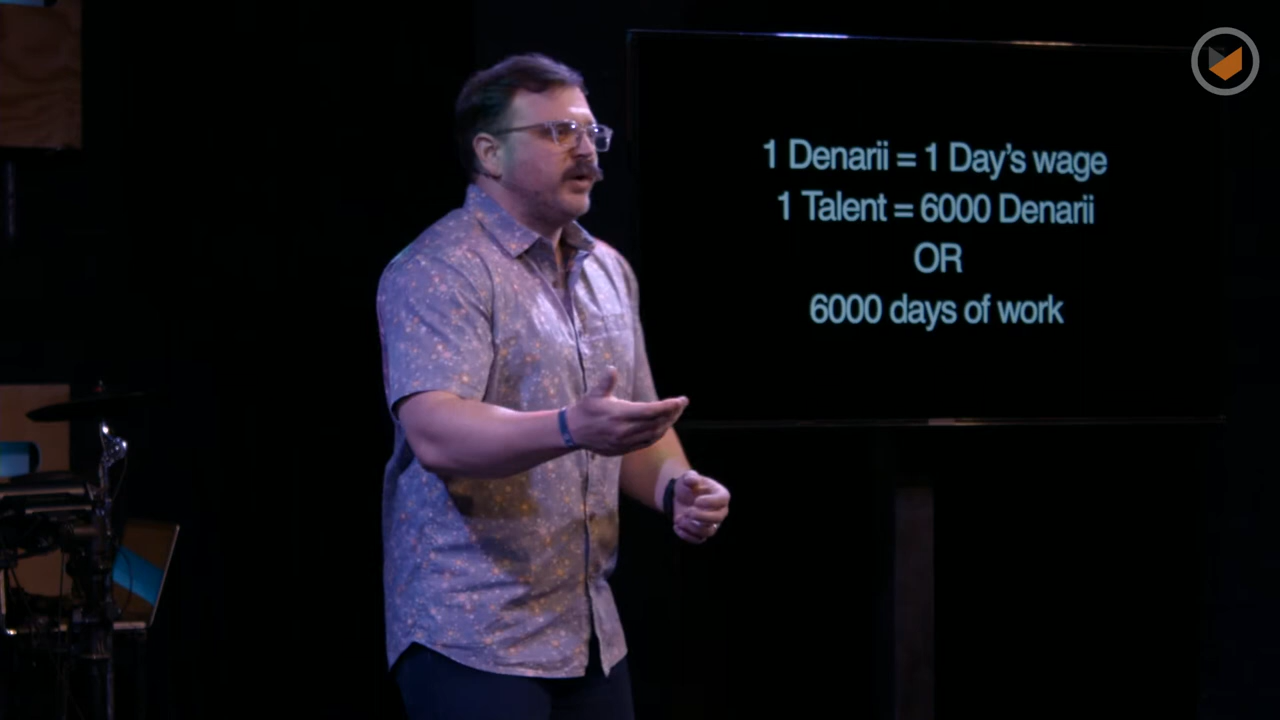 1 Denarii = 1 Day's wage
1 Talent = 6000 Denarii
OR
6000 days of work